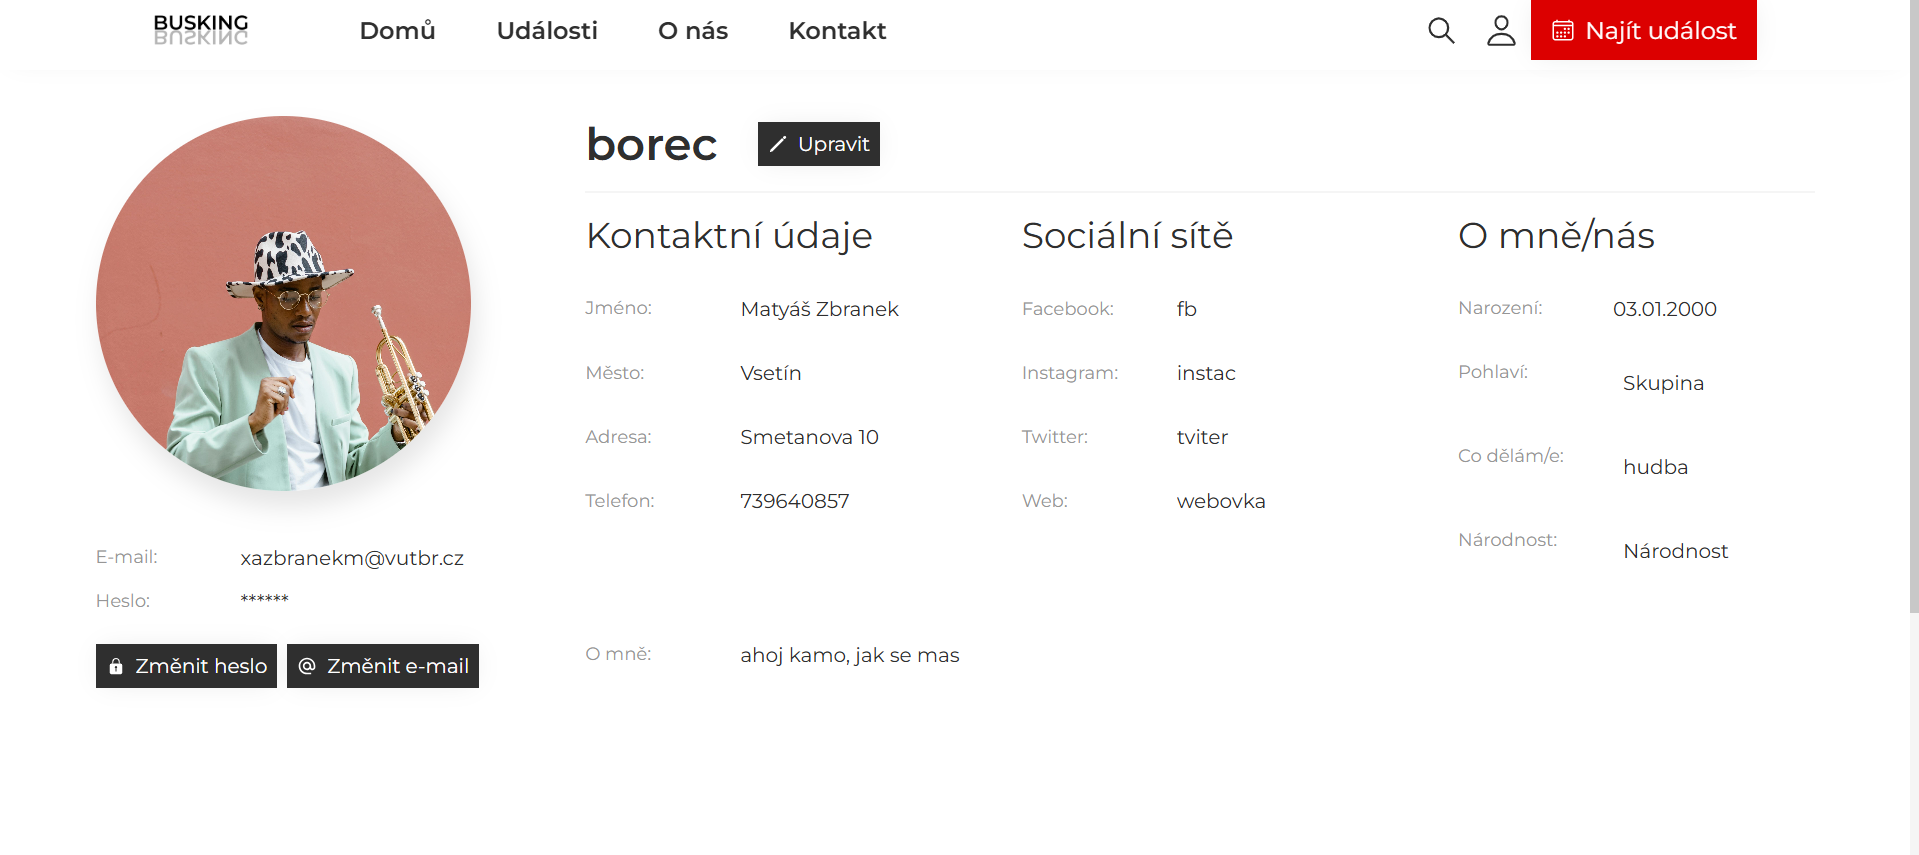 BUSKING
Domů
Události
O nás
Kontakt
Najít událost
borec
Upravit
Kontaktní údaje
Jméno: Matyáš Zbranek
Město: Vsetín
Adresa: Smetanova 10
Telefon: 739640857
Sociální sítě
Facebook: fb
Instagram: instac
Twitter: tviter
Web: webovka
O mně/nás
Narození: 03.01.2000
Pohlaví: Skupina
Co dělám/e: hudba
Národnost: Národnost
O mně: ahoj kamo, jak se mas
E-mail: xazbranekm@vutbr.cz
Heslo: ******
Změnit heslo
Změnit e-mail